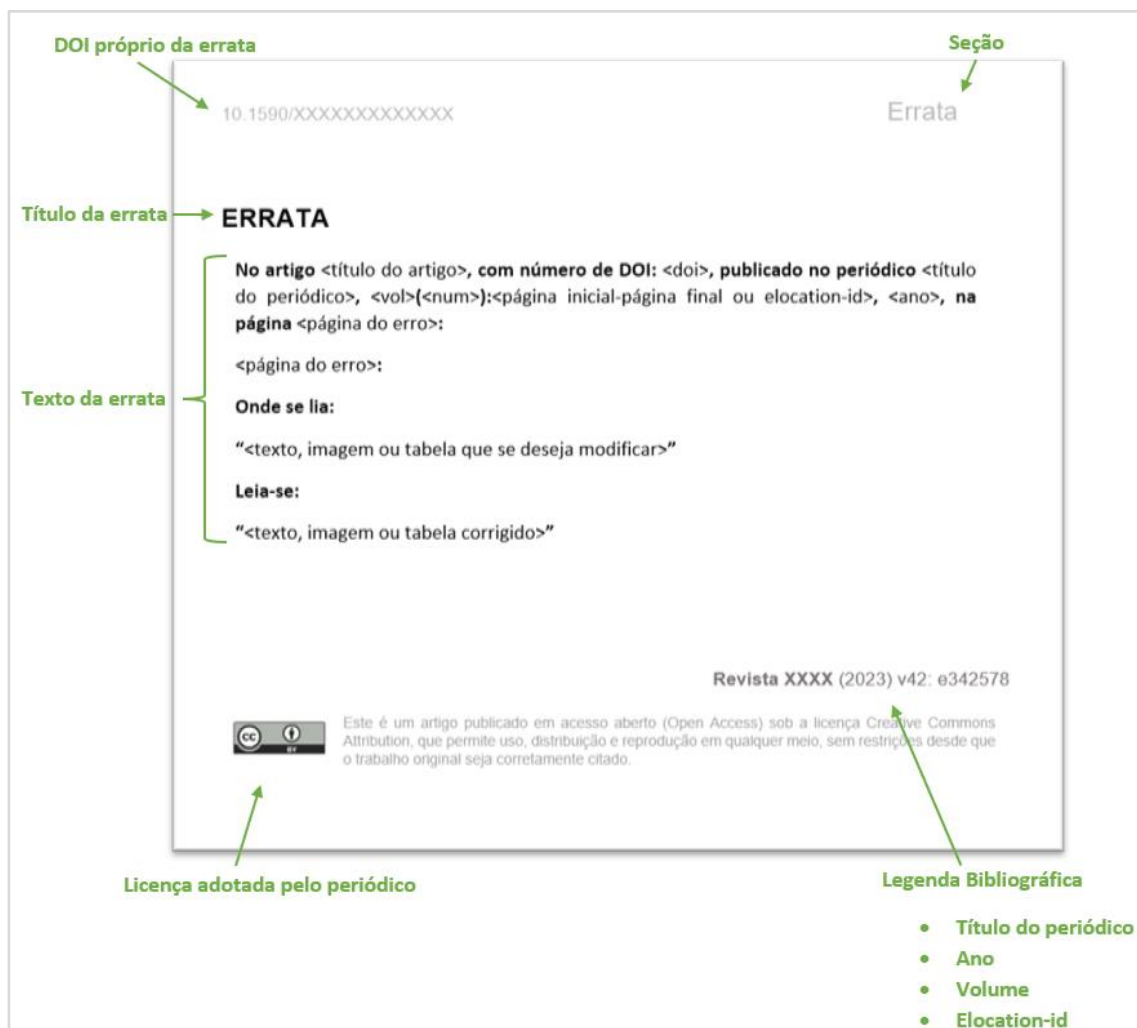 DOI próprio da errata
Seção
10.1590/XXXXXXXXXXXXX
Errata
Título da errata
ERRATA
No artigo <título do artigo>, com número de DOI: <doi>, publicado no periódico <título
do periódico>, <vol>(<num>):<página inicial-página final ou elocation-id>, <ano>, na
página <página do erro>:
<página do erro>:
Texto da errata
Onde se lia:
“<texto, imagem ou tabela que se deseja modificar>”
Leia-se:
“<texto, imagem ou tabela corrigido>”
Revista XXXX (2023) v42: e342578
cc
BY
Este é um artigo publicado em acesso aberto (Open Access) sob a licença Creative Commons
Attribution, que permite uso, distribuição e reprodução em qualquer meio, sem restrições desde que
o trabalho original seja corretamente citado.
Licença adotada pelo periódico
Legenda Bibliográfica
• Título do periódico
• Ano
• Volume
• Elocation-id